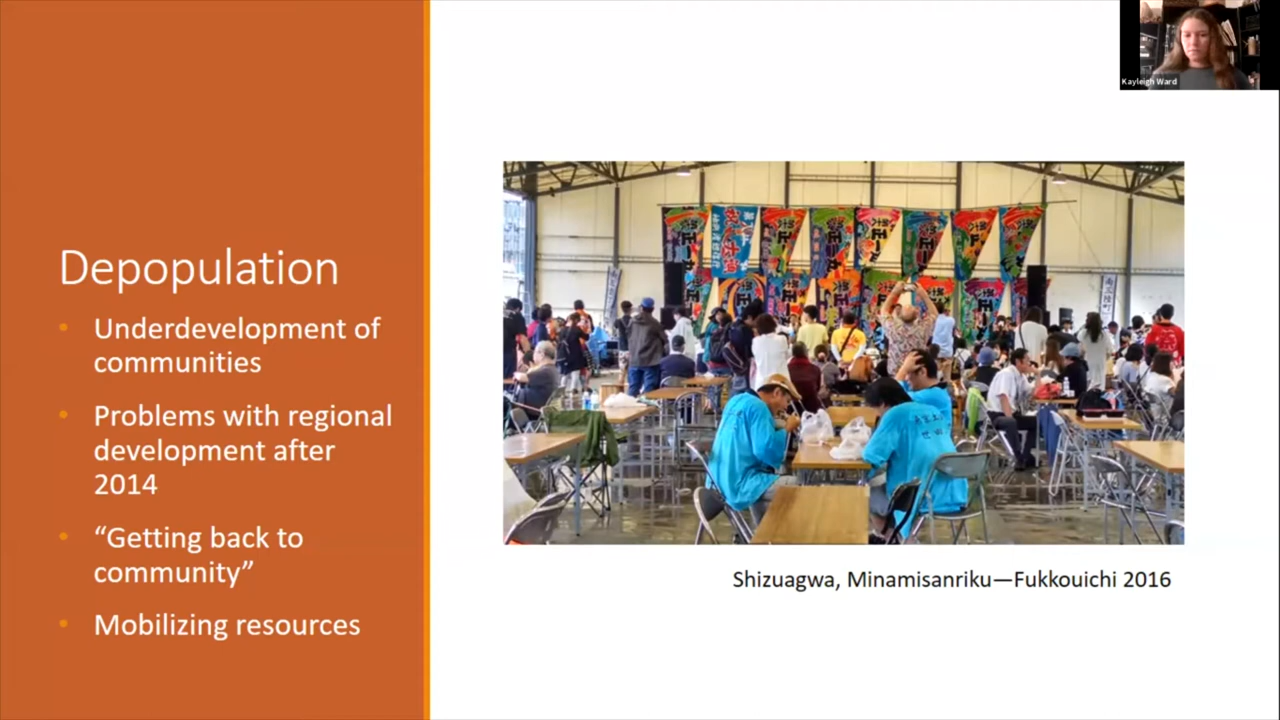 Kayleigh Ward
Depopulation
Underdevelopment of
communities
Problems with regional
development after
2014
“Getting back to
community”
Mobilizing resources
Shizuagwa, Minamisanriku—Fukkouichi 2016